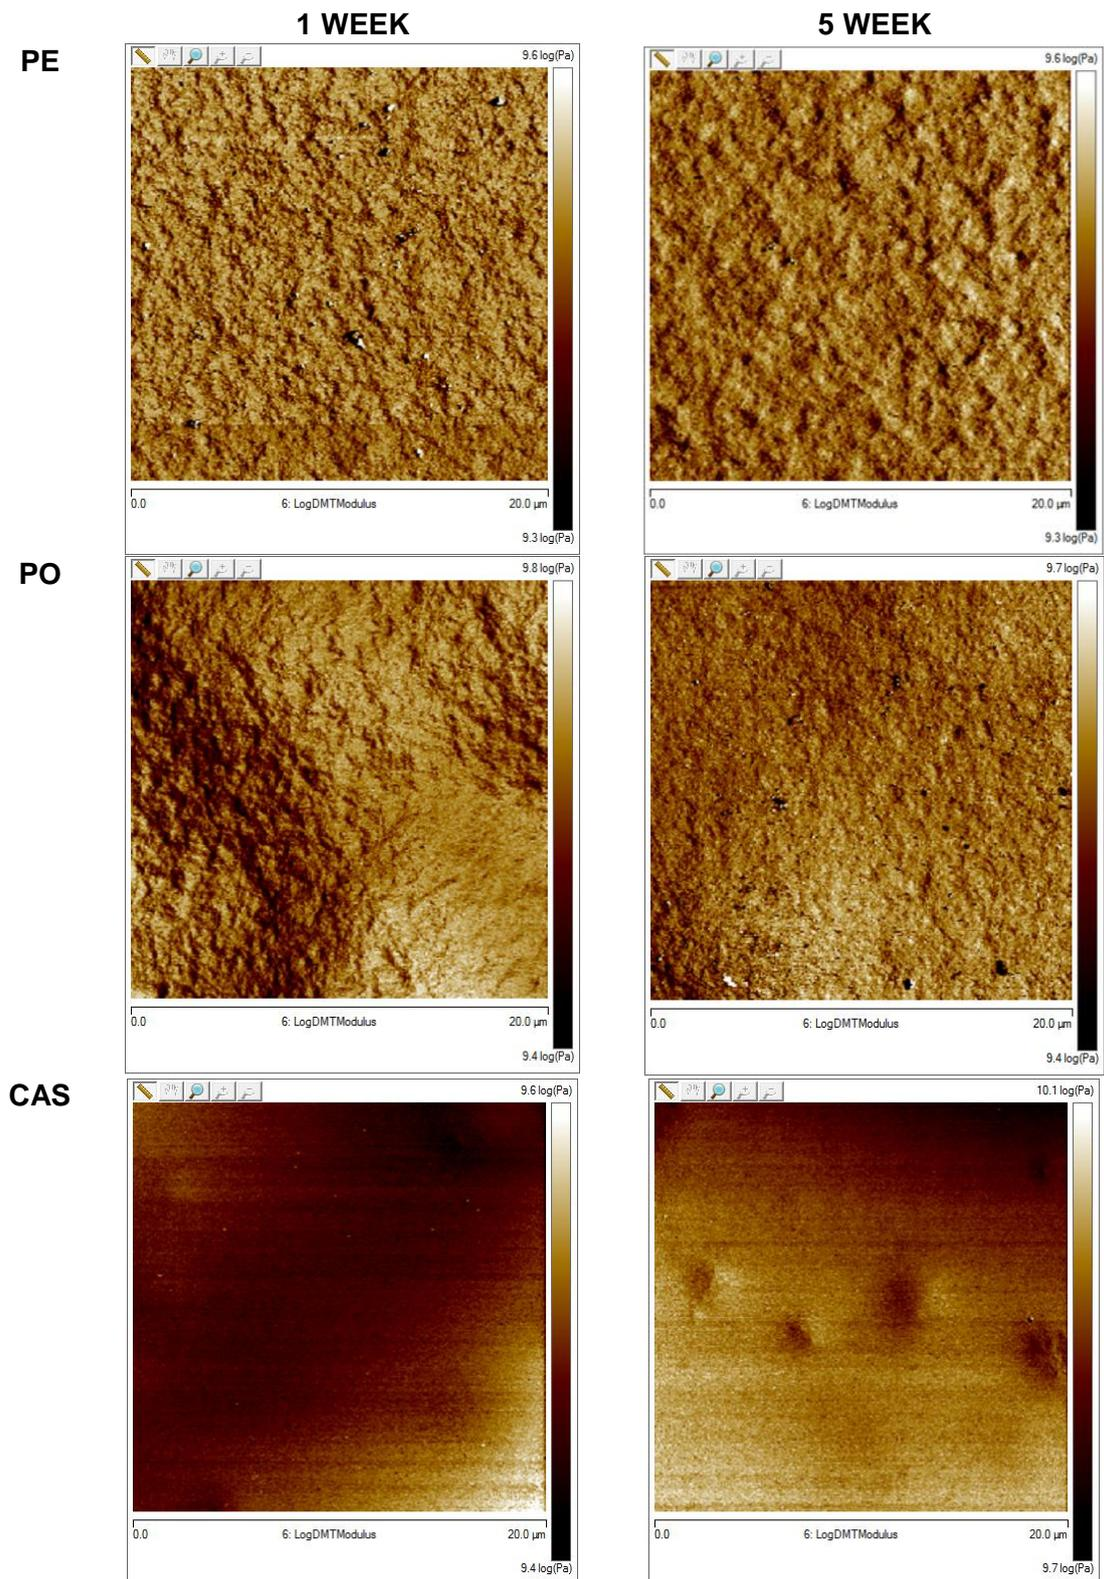 1 WEEK 5 WEEK
PE
9.6 log(Pa) 9.6 log(Pa)
0.0 6: LogDMTModulus 20.0 µm 0.0 6: LogDMTModulus 20.0 µm
9.3 log(Pa) 9.3 log(Pa)
PO
9.8 log(Pa) 9.7 log(Pa)
0.0 6: LogDMTModulus 20.0 µm 0.0 6: LogDMTModulus 20.0 µm
9.4 log(Pa) 9.4 log(Pa)
CAS
9.6 log(Pa) 10.1 log(Pa)
0.0 6: LogDMTModulus 20.0 µm 0.0 6: LogDMTModulus 20.0 µm
9.4 log(Pa) 9.7 log(Pa)